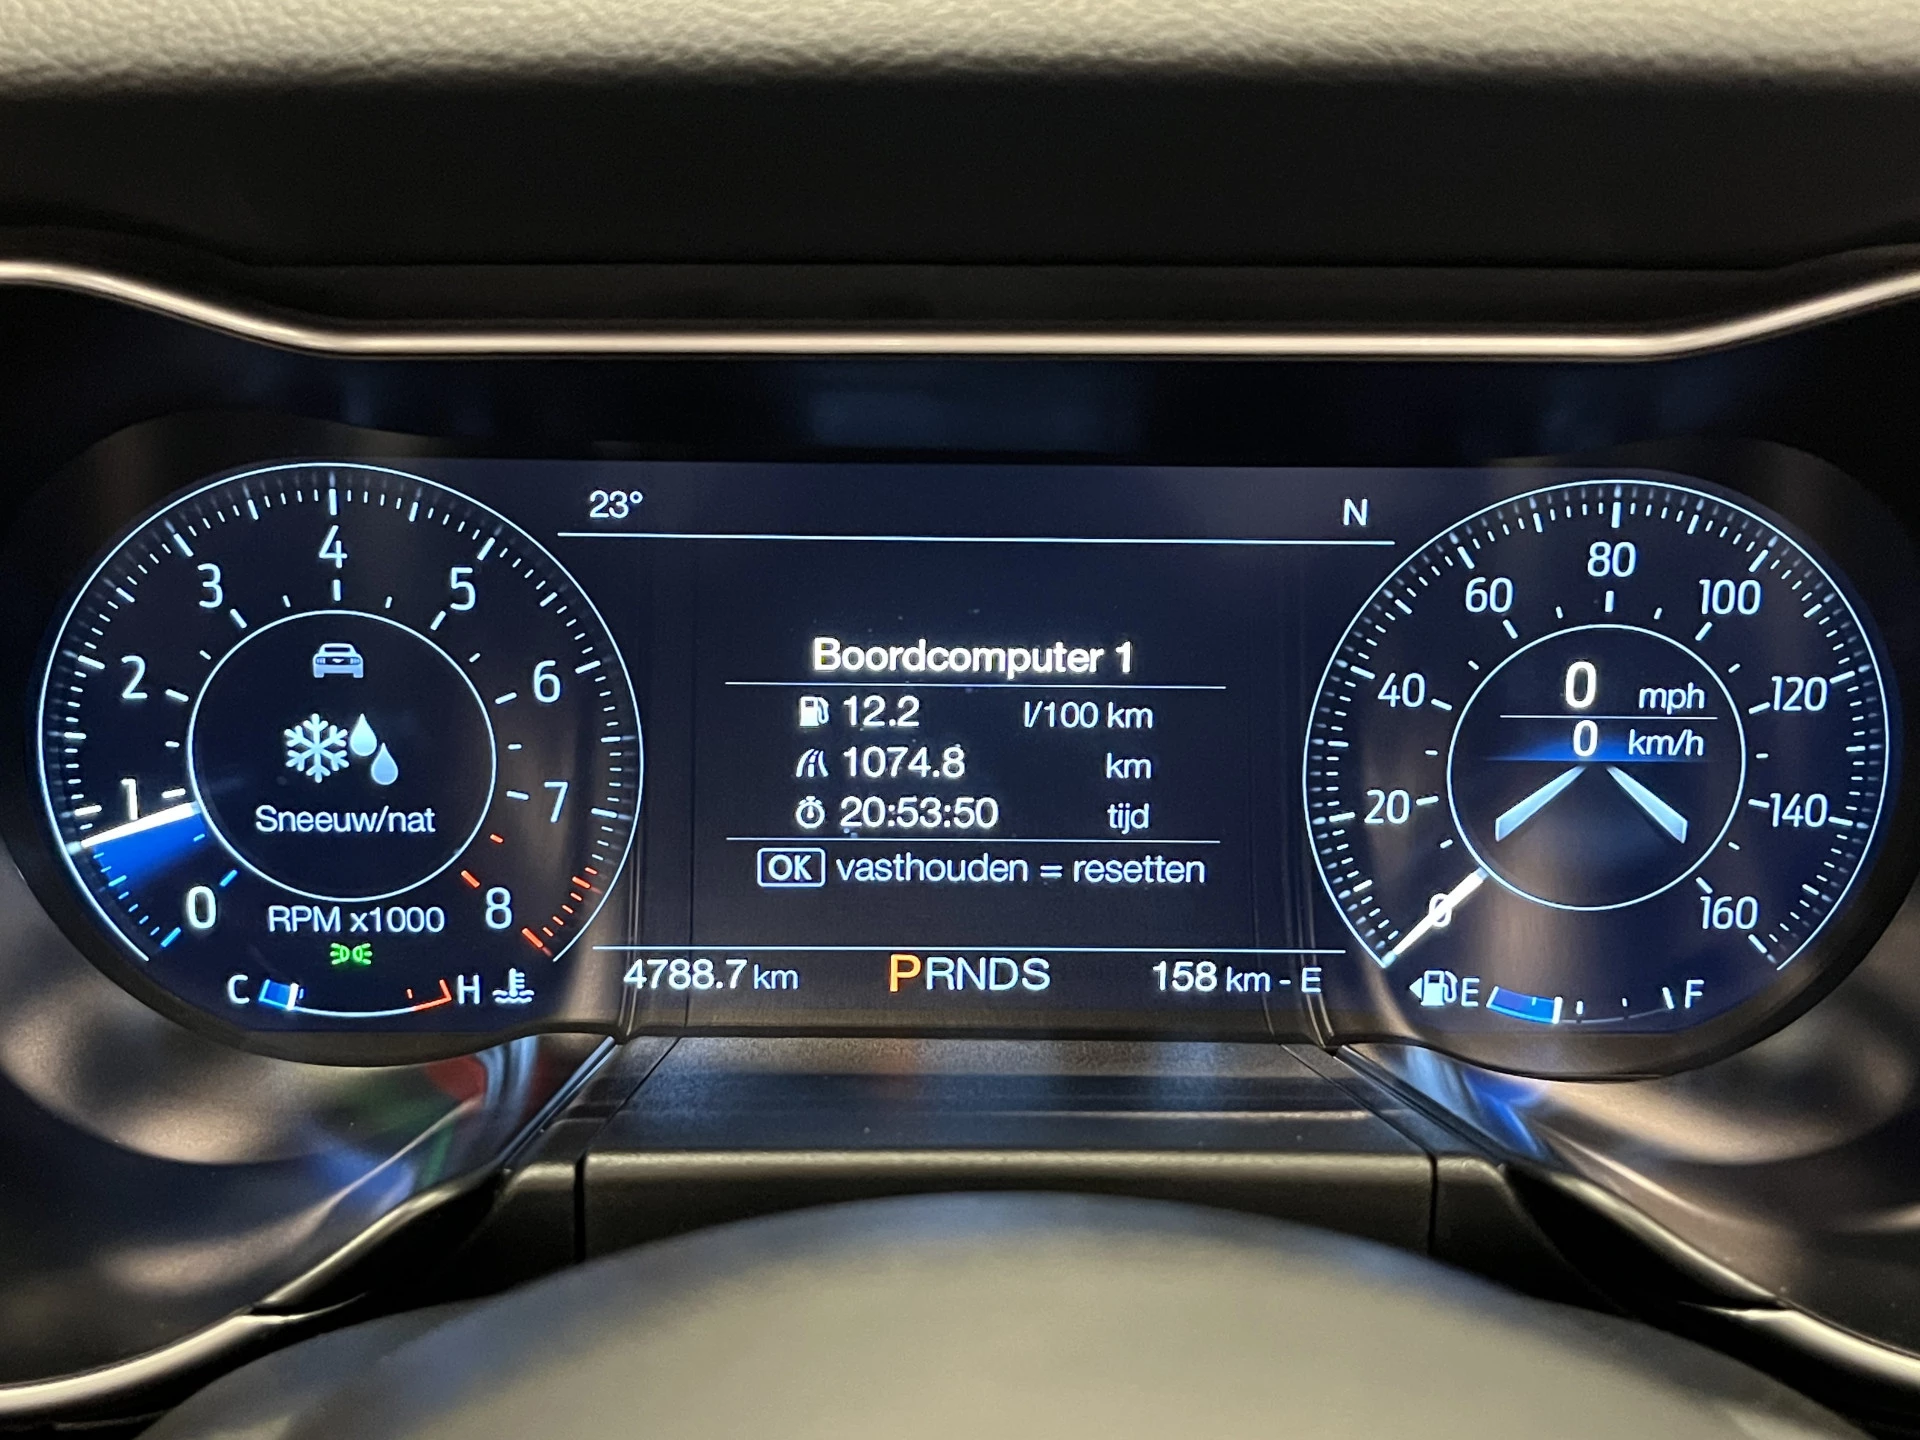 23° N
Boordcomputer 1
12.2 l/100 km
1074.8 km
20:53:50 tijd
OK vasthouden = resetten
4788.7 km PRNDS 158 km - E
0 1 2 3 4 5 6 7 8
Sneeuw/nat
RPM x1000
C H
0 20 40 60 80 100 120 140 160
0 mph
0 km/h
E F